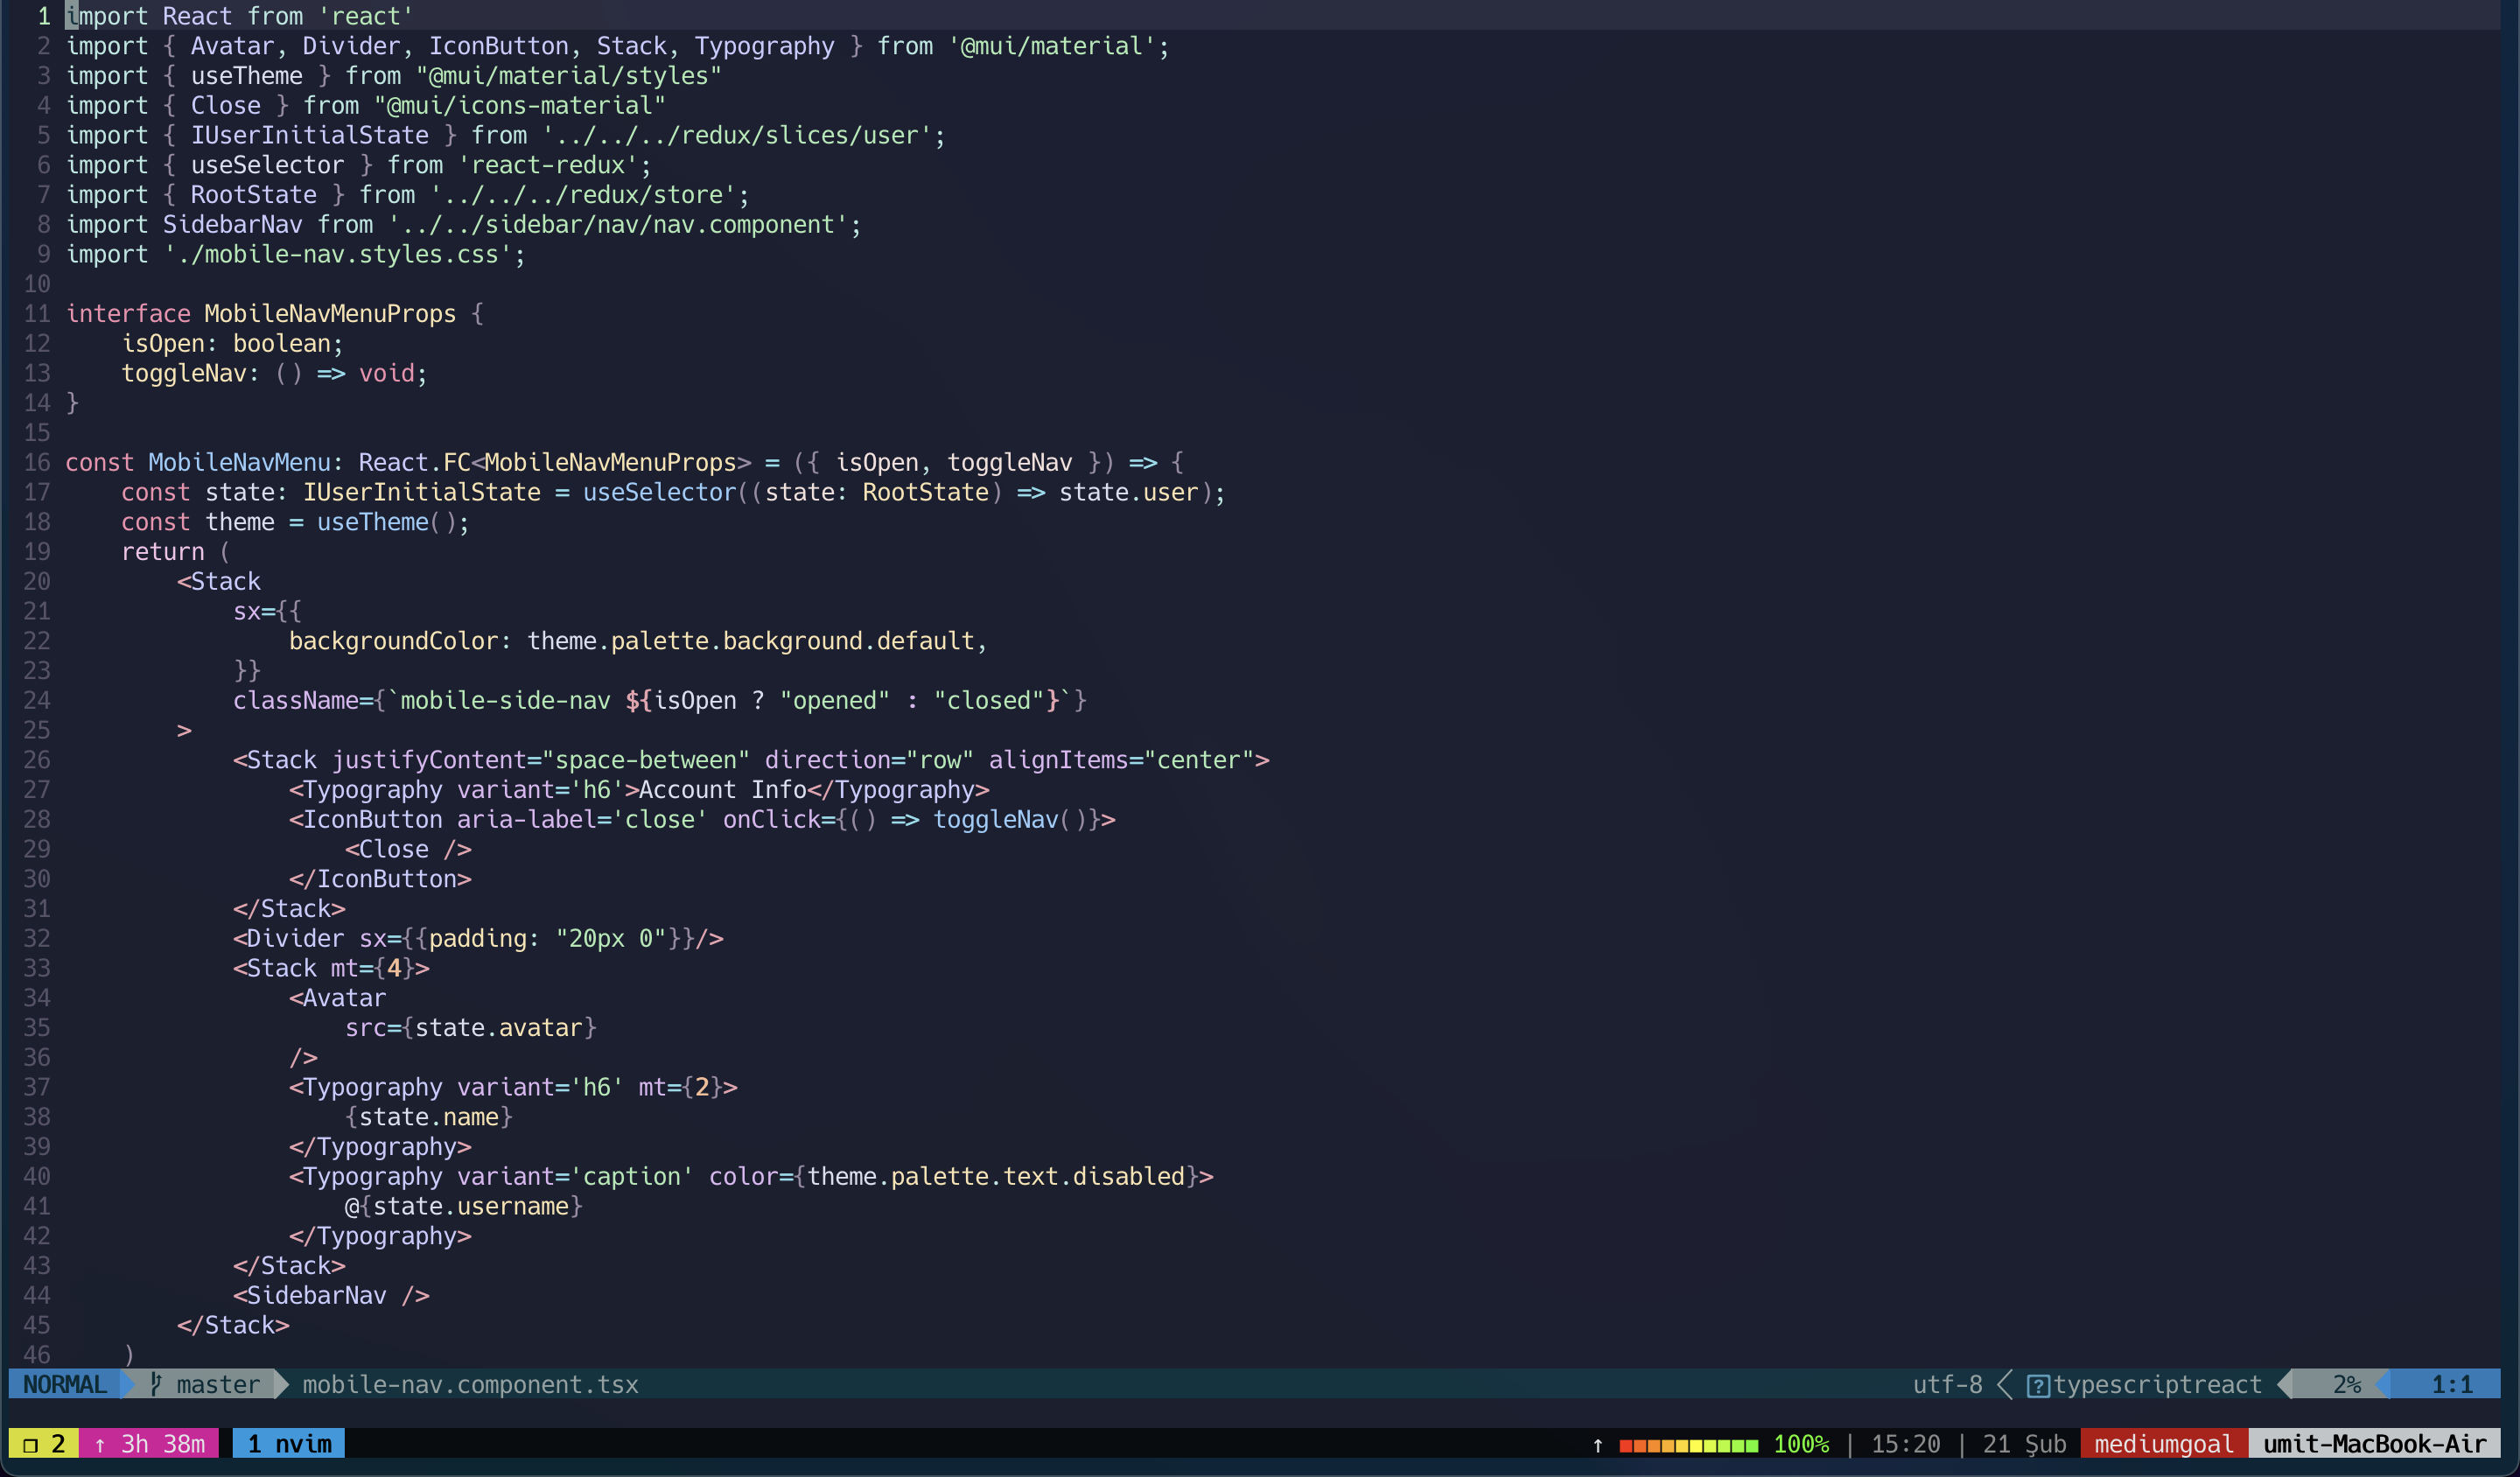 1 import React from 'react'
2 import { Avatar, Divider, IconButton, Stack, Typography } from '@mui/material';
3 import { useTheme } from "@mui/material/styles"
4 import { Close } from "@mui/icons-material"
5 import { IUserInitialState } from '../../../redux/slices/user';
6 import { useSelector } from 'react-redux';
7 import { RootState } from '../../../redux/store';
8 import SidebarNav from '../../sidebar/nav/nav.component';
9 import './mobile-nav.styles.css';
10
11 interface MobileNavMenuProps {
12     isOpen: boolean;
13     toggleNav: () => void;
14 }
15
16 const MobileNavMenu: React.FC<MobileNavMenuProps> = ({ isOpen, toggleNav }) => {
17     const state: IUserInitialState = useSelector((state: RootState) => state.user);
18     const theme = useTheme();
19     return (
20         <Stack
21             sx={{
22                 backgroundColor: theme.palette.background.default,
23             }}
24             className={`mobile-side-nav ${isOpen ? "opened" : "closed"}`}
25         >
26             <Stack justifyContent="space-between" direction="row" alignItems="center">
27                 <Typography variant='h6'>Account Info</Typography>
28                 <IconButton aria-label='close' onClick={() => toggleNav()}>
29                     <Close />
30                 </IconButton>
31             </Stack>
32             <Divider sx={{padding: "20px 0"}}/>
33             <Stack mt={4}>
34                 <Avatar
35                     src={state.avatar}
36                 />
37                 <Typography variant='h6' mt={2}>
38                     {state.name}
39                 </Typography>
40                 <Typography variant='caption' color={theme.palette.text.disabled}>
41                     @{state.username}
42                 </Typography>
43             </Stack>
44             <SidebarNav />
45         </Stack>
46     )
NORMAL master mobile-nav.component.tsx utf-8 typescriptreact 2% 1:1
❐ 2 ↑ 3h 38m 1 nvim ↑ 100% | 15:20 | 21 Şub mediumgoal umit-MacBook-Air